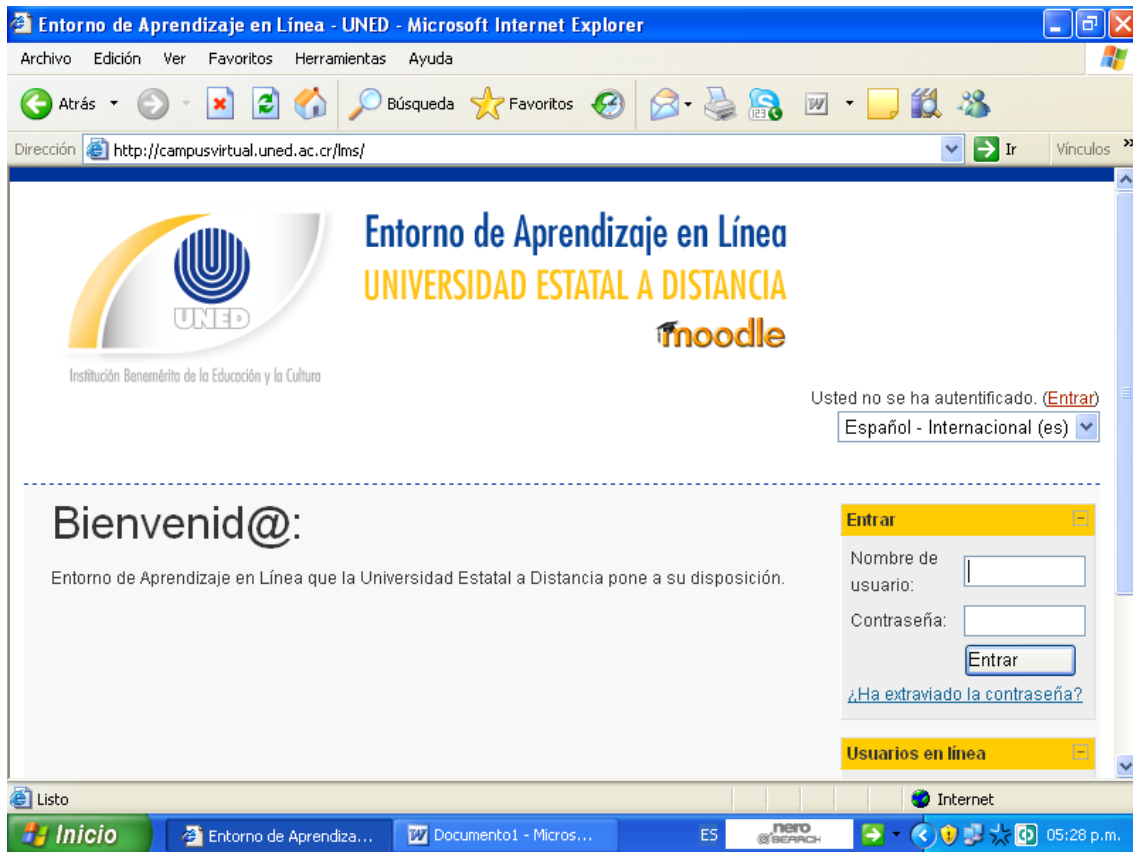 Entorno de Aprendizaje en Línea - UNED - Microsoft Internet Explorer
Archivo Edición Ver Favoritos Herramientas Ayuda
Atrás Búsqueda Favoritos
Dirección http://campusvirtual.uned.ac.cr/lms/ Ir Vínculos »
Entorno de Aprendizaje en Línea
UNIVERSIDAD ESTATAL A DISTANCIA
moodle
UNED
Institución Benemérita de la Educación y la Cultura
Usted no se ha autentificado. (Entrar)
Español - Internacional (es)
Bienvenid@:
Entorno de Aprendizaje en Línea que la Universidad Estatal a Distancia pone a su disposición.
Entrar
Nombre de
usuario:
Contraseña:
Entrar
¿Ha extraviado la contraseña?
Usuarios en línea
Listo Internet
Inicio Entorno de Aprendiza... Documento1 - Micros... ES nero @SEARCH 05:28 p.m.